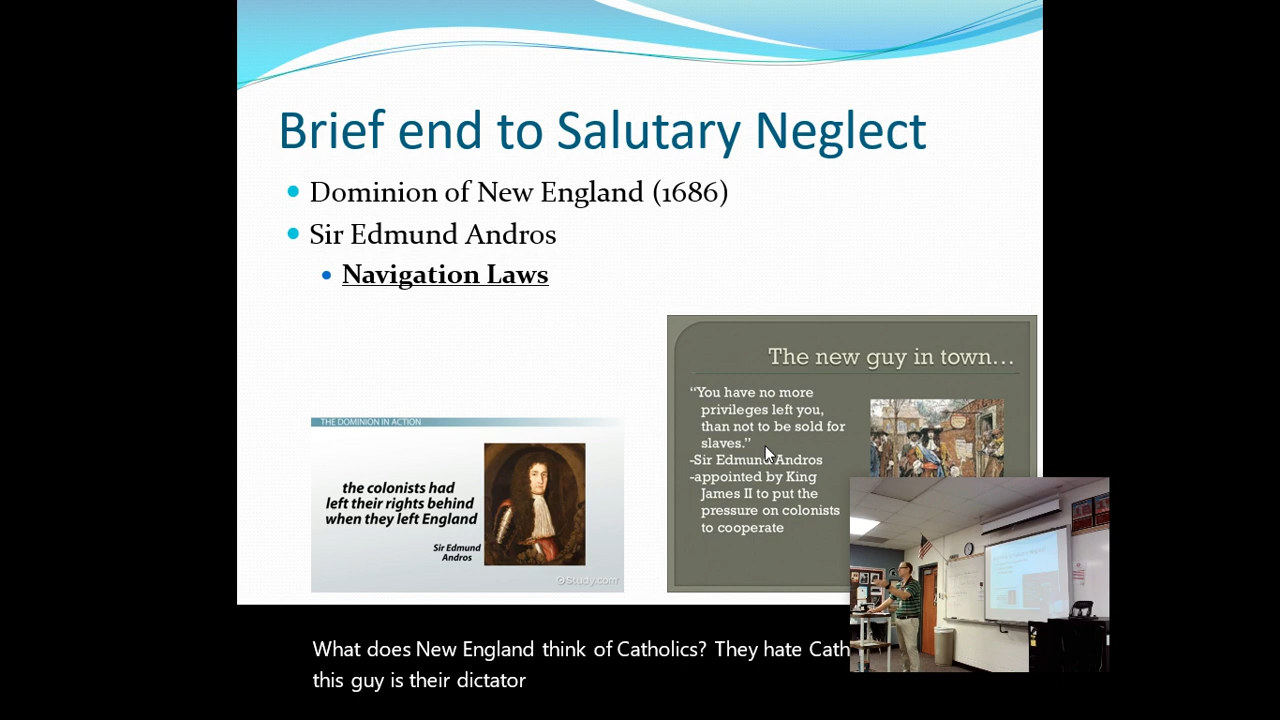 Brief end to Salutary Neglect
Dominion of New England (1686)
Sir Edmund Andros
Navigation Laws
THE DOMINION IN ACTION
the colonists had
left their rights behind
when they left England
Sir Edmund
Andros
Study.com
The new guy in town…
“You have no more
privileges left you,
than not to be sold for
slaves.”
-Sir Edmund Andros
-appointed by King
James II to put the
pressure on colonists
to cooperate
What does New England think of Catholics? They hate Cath
this guy is their dictator